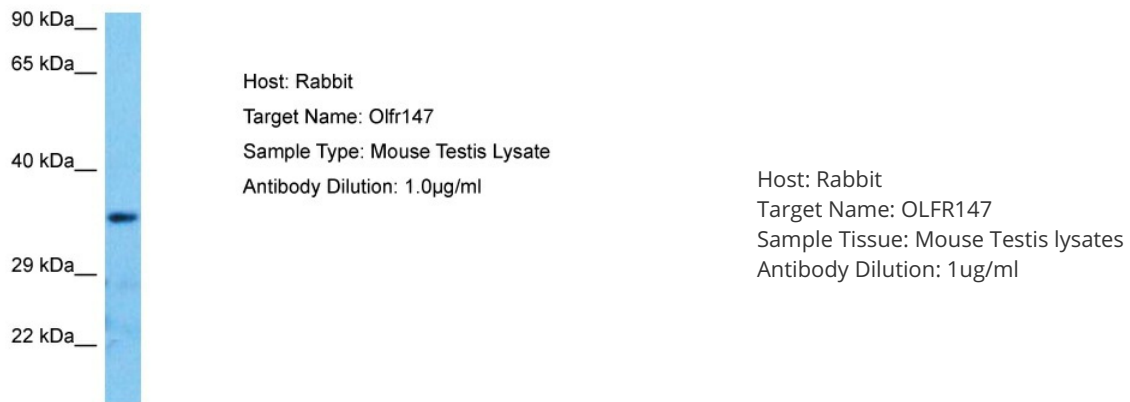 90 kDa__
65 kDa__
40 kDa__
29 kDa__
22 kDa__
Host: Rabbit
Target Name: Olfr147
Sample Type: Mouse Testis Lysate
Antibody Dilution: 1.0µg/ml
Host: Rabbit
Target Name: OLFR147
Sample Tissue: Mouse Testis lysates
Antibody Dilution: 1ug/ml